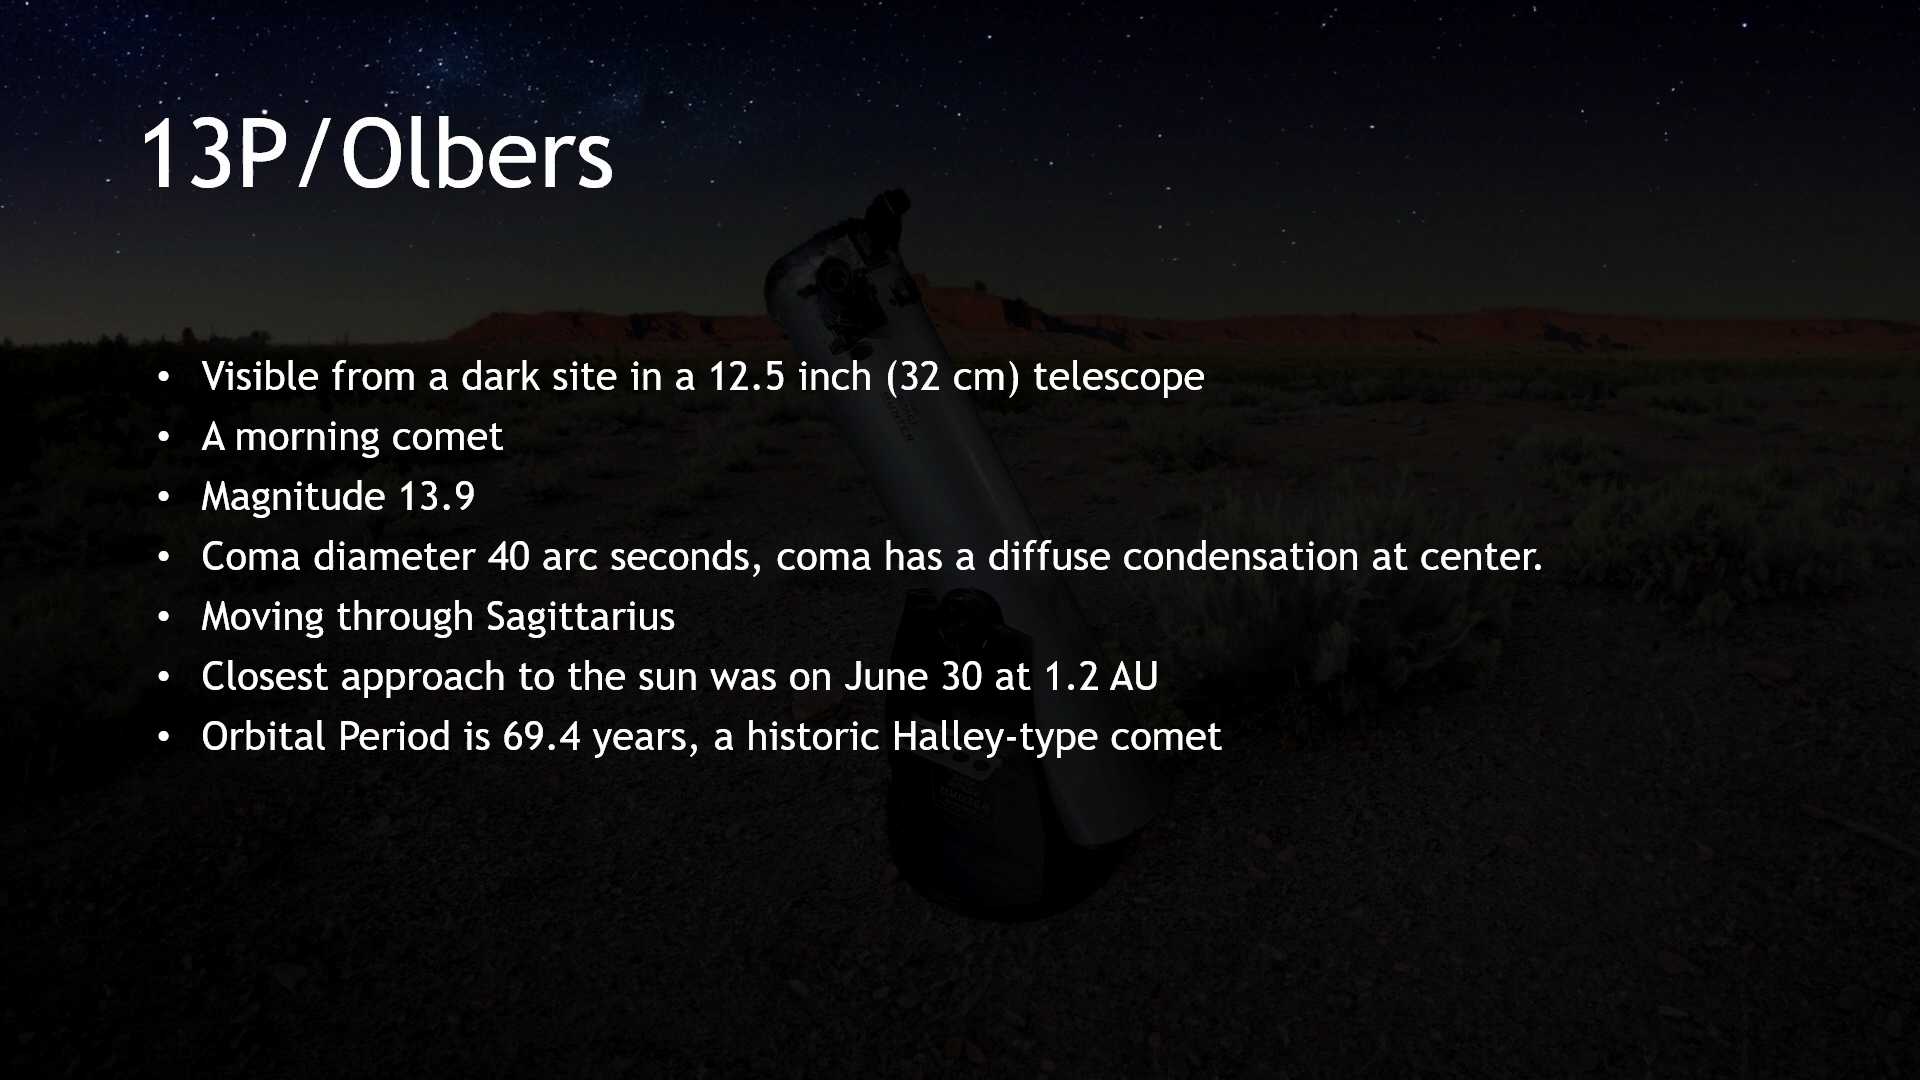 13P/Olbers
• Visible from a dark site in a 12.5 inch (32 cm) telescope
• A morning comet
• Magnitude 13.9
• Coma diameter 40 arc seconds, coma has a diffuse condensation at center.
• Moving through Sagittarius
• Closest approach to the sun was on June 30 at 1.2 AU
• Orbital Period is 69.4 years, a historic Halley-type comet
HUNTER
HUNTER